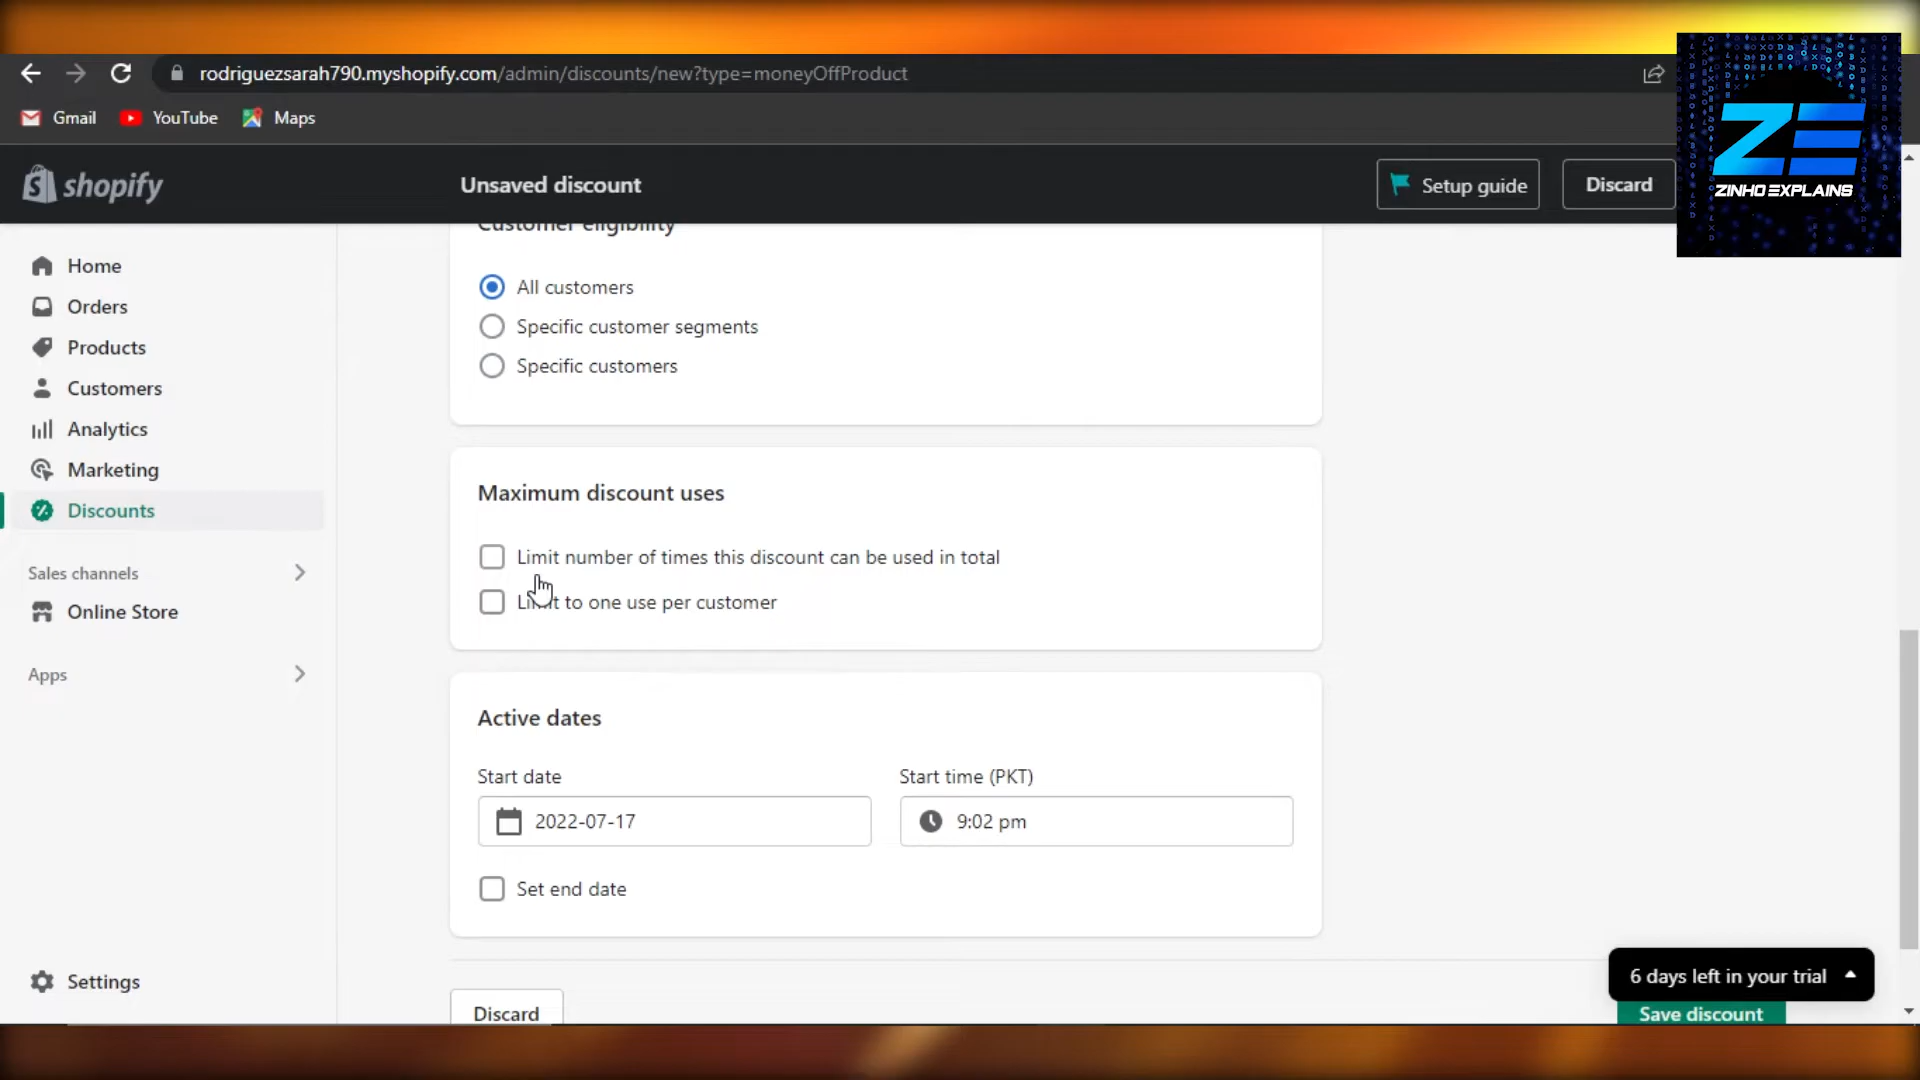 rodriguezsarah790.myshopify.com/admin/discounts/new?type=moneyOffProduct
Gmail YouTube Maps
ZE
ZINHO EXPLAINS
shopify
Unsaved discount
Setup guide
Discard
Home
Orders
Products
Customers
Analytics
Marketing
Discounts
Sales channels
Online Store
Apps
Settings
Customer eligibility
All customers
Specific customer segments
Specific customers
Maximum discount uses
Limit number of times this discount can be used in total
Limit to one use per customer
Active dates
Start date
2022-07-17
Start time (PKT)
9:02 pm
Set end date
Discard
6 days left in your trial
Save discount